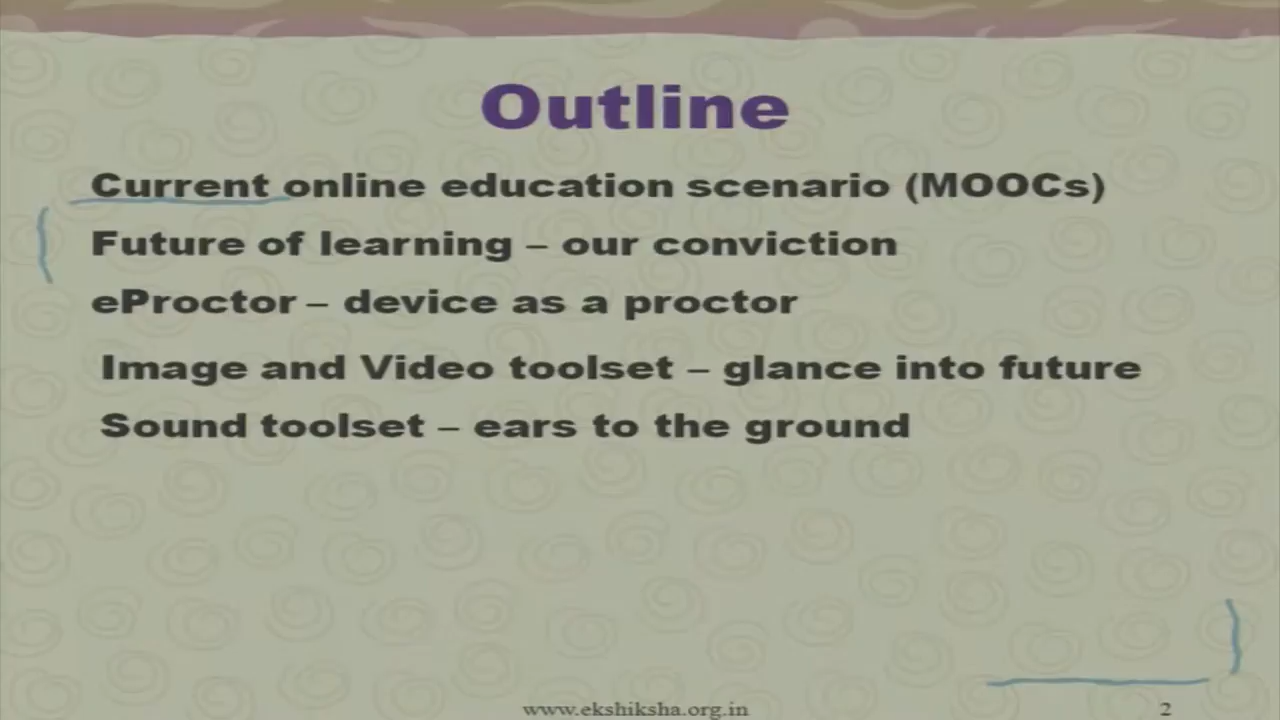 Outline
Current online education scenario (MOOCs)
Future of learning – our conviction
eProctor – device as a proctor
Image and Video toolset – glance into future
Sound toolset – ears to the ground
www.ekshiksha.org.in
2